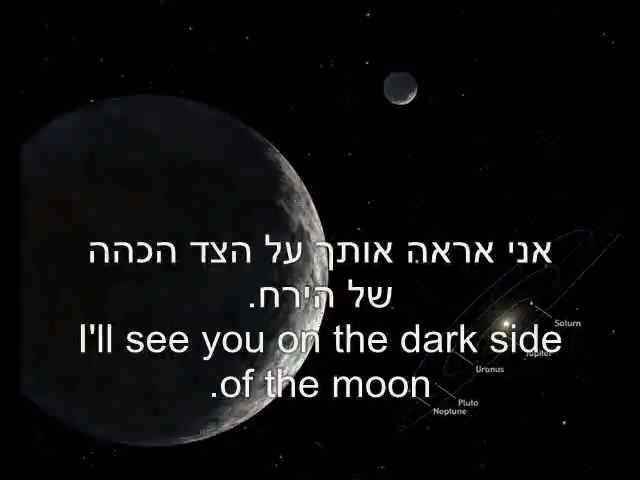 אני אראה אותך על הצד הכהה
של הירח.
I'll see you on the dark side
.of the moon
Saturn
Jupiter
Uranus
Pluto
Neptune